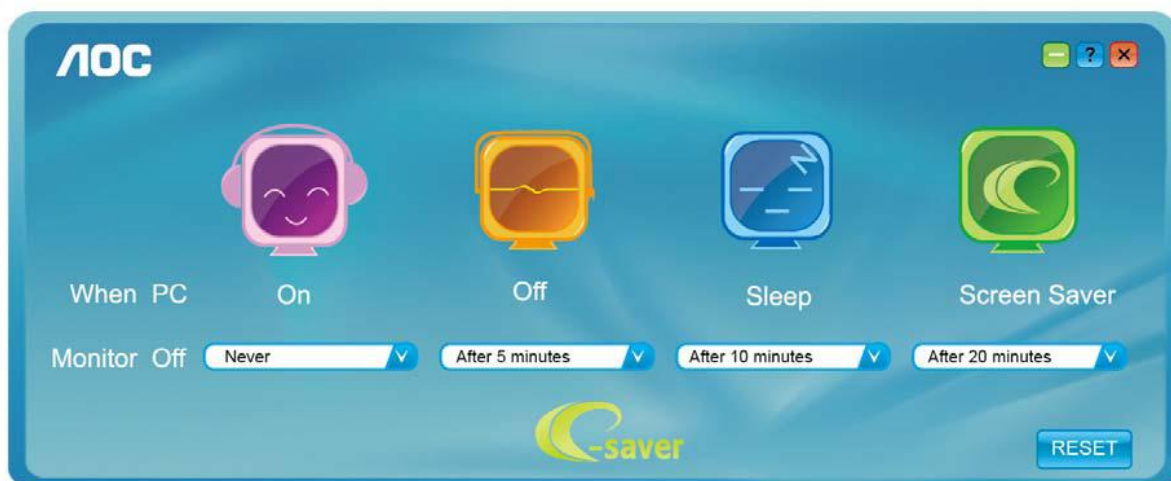 AOC
?
When PC On Off Sleep Screen Saver
Monitor Off Never After 5 minutes After 10 minutes After 20 minutes
e-saver
RESET